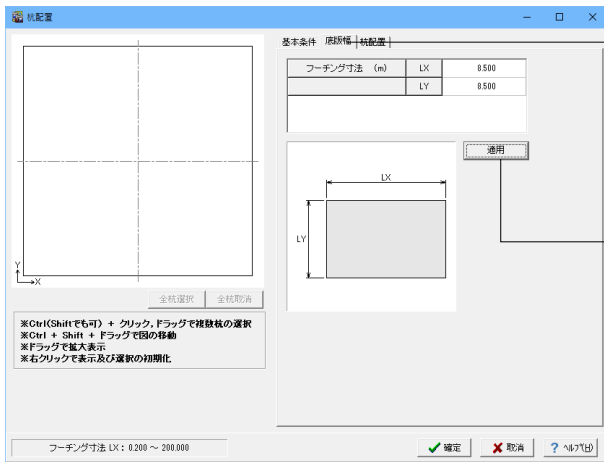 杭配置
基本条件 底版幅 杭配置
フーチング寸法 (m) LX 8.500
LY 8.500
適用
LX
LY
Y
X
全杭選択 全杭取消
※Ctrl(Shiftでも可) + クリック,ドラッグで複数杭の選択
※Ctrl + Shift + ドラッグで図の移動
※ドラッグで拡大表示
※右クリックで表示及び選択の初期化
フーチング寸法 LX : 0.200 ～ 200.000
確定 取消 ? ヘルプ(H)